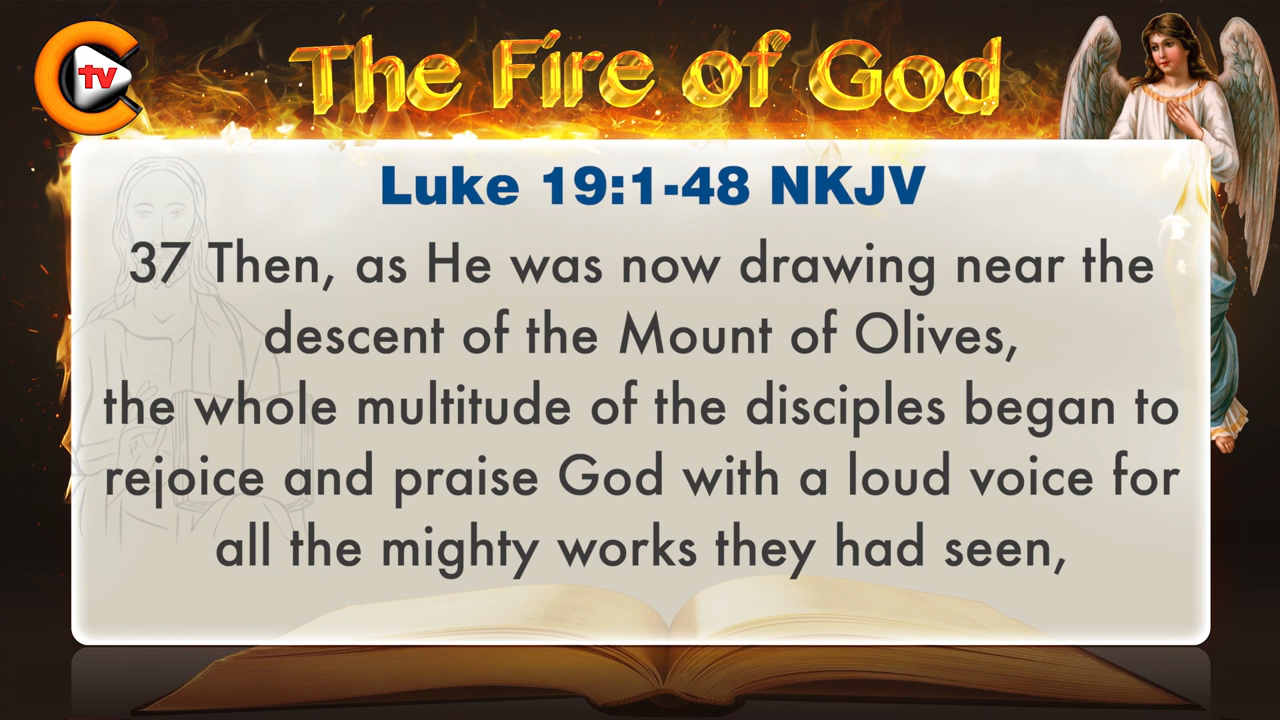 tv
The Fire of God
Luke 19:1-48 NKJV
37 Then, as He was now drawing near the
descent of the Mount of Olives,
the whole multitude of the disciples began to
rejoice and praise God with a loud voice for
all the mighty works they had seen,